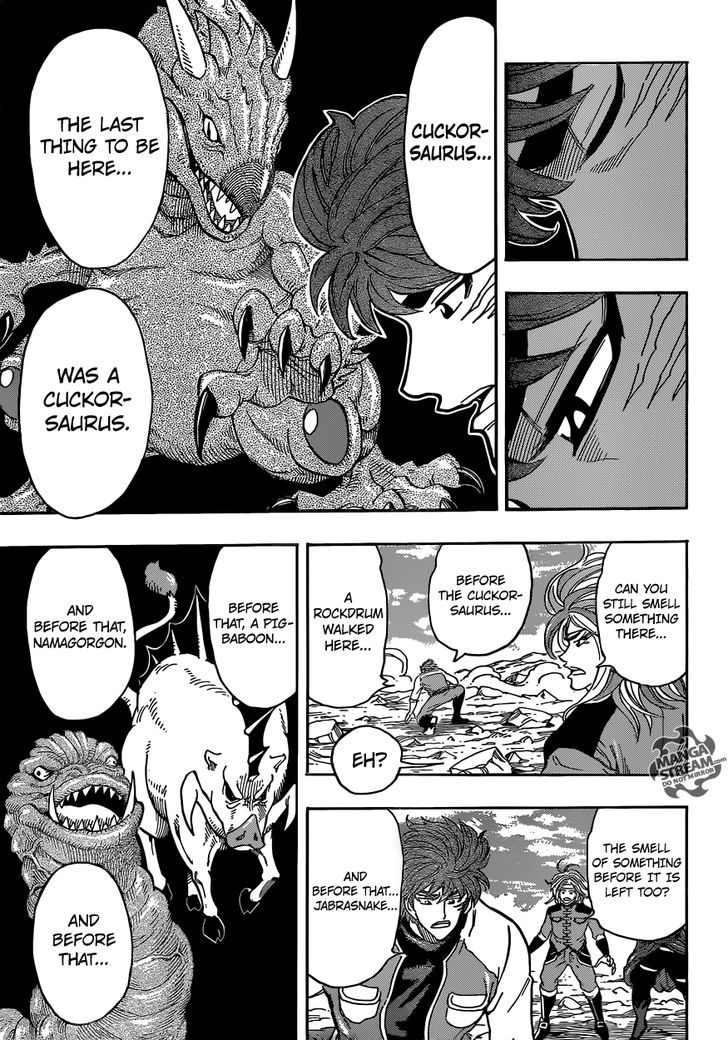 CUCKOR-
SAURUS...
THE LAST
THING TO BE
HERE...
WAS A
CUCKOR-
SAURUS.
CAN YOU
STILL SMELL
SOMETHING
THERE...
BEFORE
THE CUCKOR-
SAURUS...
A
ROCKDRUM
WALKED
HERE...
EH?
MANGA
STREAM.com
DO NOT MIRROR
THE SMELL
OF SOMETHING
BEFORE IT IS
LEFT TOO?
AND
BEFORE THAT...
JABRASNAKE.
BEFORE
THAT, A PIG-
BABOON...
AND
BEFORE THAT,
NAMAGORGON.
AND
BEFORE
THAT...